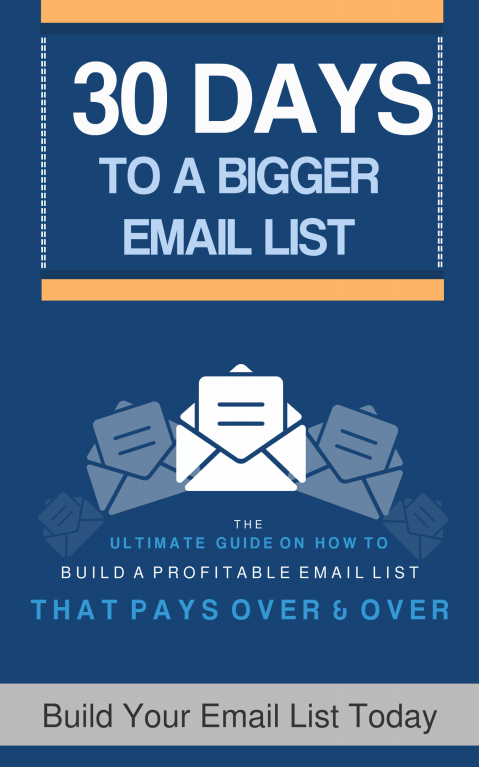 30 DAYS
TO A BIGGER
EMAIL LIST
THE
ULTIMATE GUIDE ON HOW TO
BUILD A PROFITABLE EMAIL LIST
THAT PAYS OVER & OVER
Build Your Email List Today